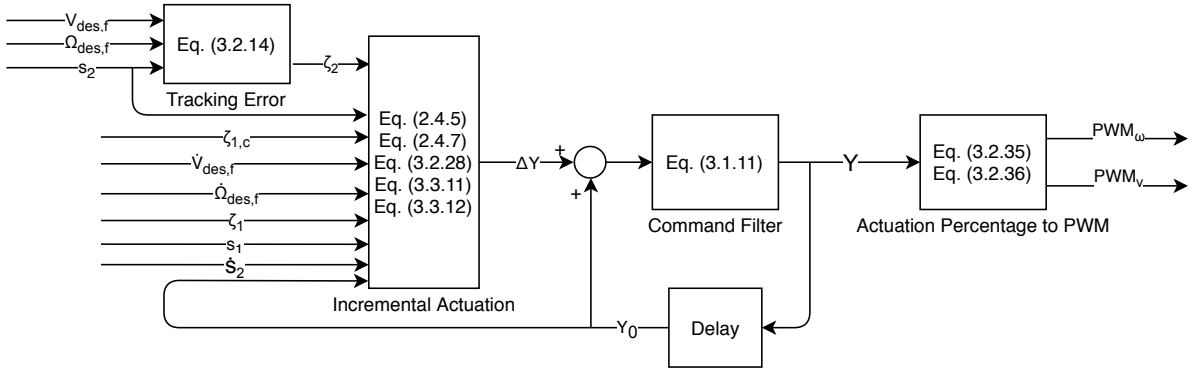 V_des,f
Ω_des,f
s_2
Eq. (3.2.14)
Tracking Error
ζ_2
ζ_1,c
V̇_des,f
Ω̇_des,f
ζ_1
s_1
ṡ_2
Eq. (2.4.5)
Eq. (2.4.7)
Eq. (3.2.28)
Eq. (3.3.11)
Eq. (3.3.12)
Incremental Actuation
ΔY
+
+
Eq. (3.1.11)
Command Filter
Y
Y_0
Delay
Eq. (3.2.35)
Eq. (3.2.36)
Actuation Percentage to PWM
PWM_ω
PWM_v